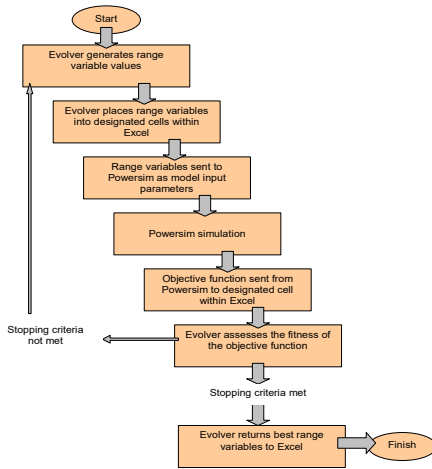 Start
Evolver generates range
variable values
Evolver places range variables
into designated cells within
Excel
Range variables sent to
Powersim as model input
parameters
Powersim simulation
Objective function sent from
Powersim to designated cell
within Excel
Stopping criteria
not met
Evolver assesses the fitness of
the objective function
Stopping criteria met
Evolver returns best range
variables to Excel
Finish